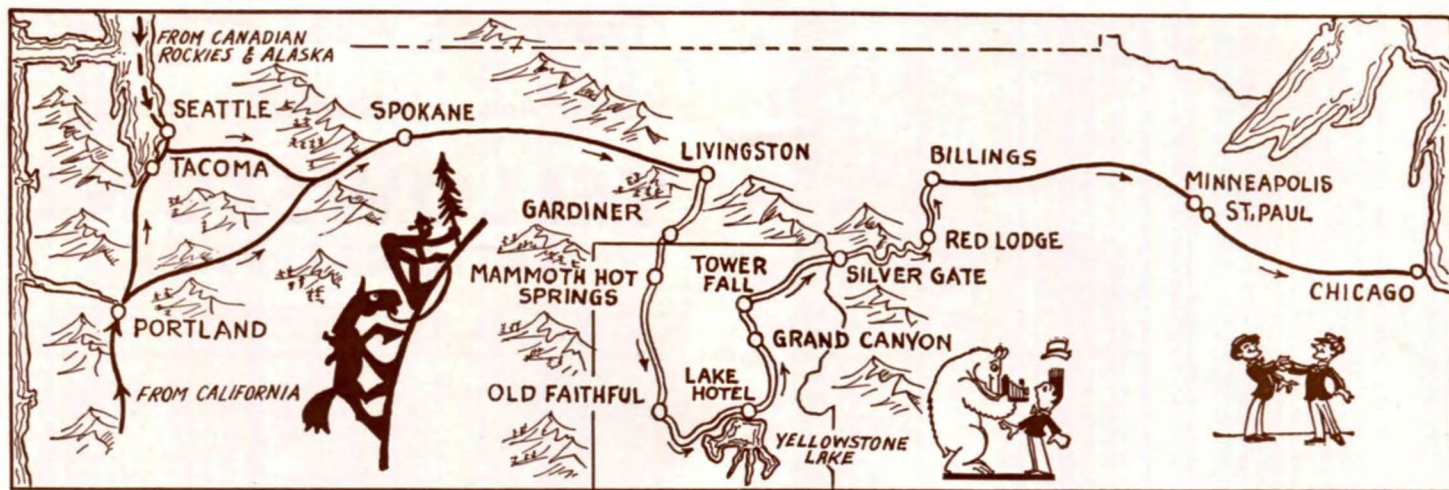 FROM CANADIAN
ROCKIES & ALASKA
SEATTLE
SPOKANE
TACOMA
LIVINGSTON
BILLINGS
MINNEAPOLIS
ST. PAUL
GARDINER
RED LODGE
MAMMOTH HOT
SPRINGS
TOWER
FALL
SILVER GATE
CHICAGO
PORTLAND
GRAND CANYON
FROM CALIFORNIA
OLD FAITHFUL
LAKE
HOTEL
YELLOWSTONE
LAKE